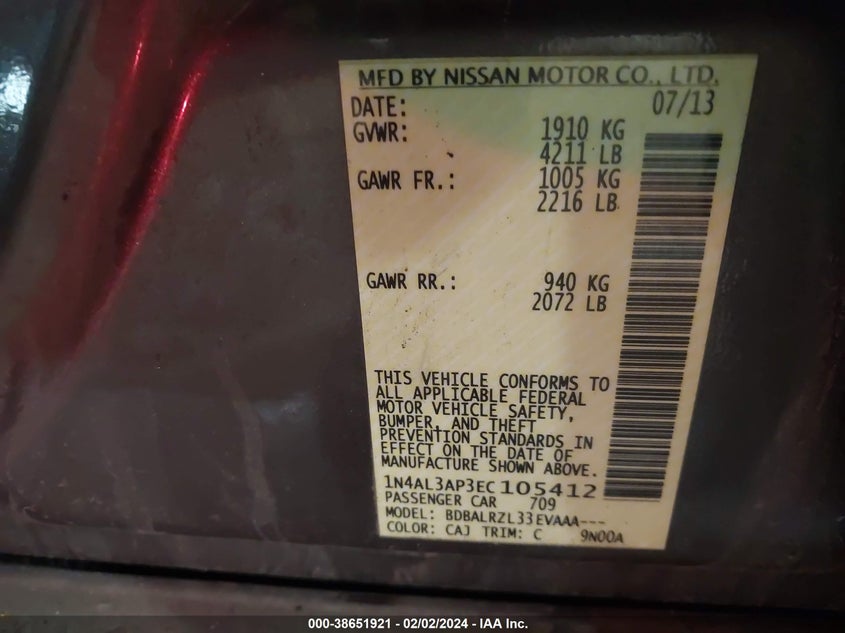 MFD BY NISSAN MOTOR CO., LTD.
DATE: 07/13
GVWR: 1910 KG
4211 LB
GAWR FR.: 1005 KG
2216 LB
GAWR RR.: 940 KG
2072 LB
THIS VEHICLE CONFORMS TO
ALL APPLICABLE FEDERAL
MOTOR VEHICLE SAFETY,
BUMPER, AND THEFT
PREVENTION STANDARDS IN
EFFECT ON THE DATE OF
MANUFACTURE SHOWN ABOVE.
1N4AL3AP3EC105412
PASSENGER CAR 709
MODEL: BDBALRZL33EVAAA---
COLOR: CAJ TRIM: C 9N00A
000-38651921 - 02/02/2024 - IAA Inc.